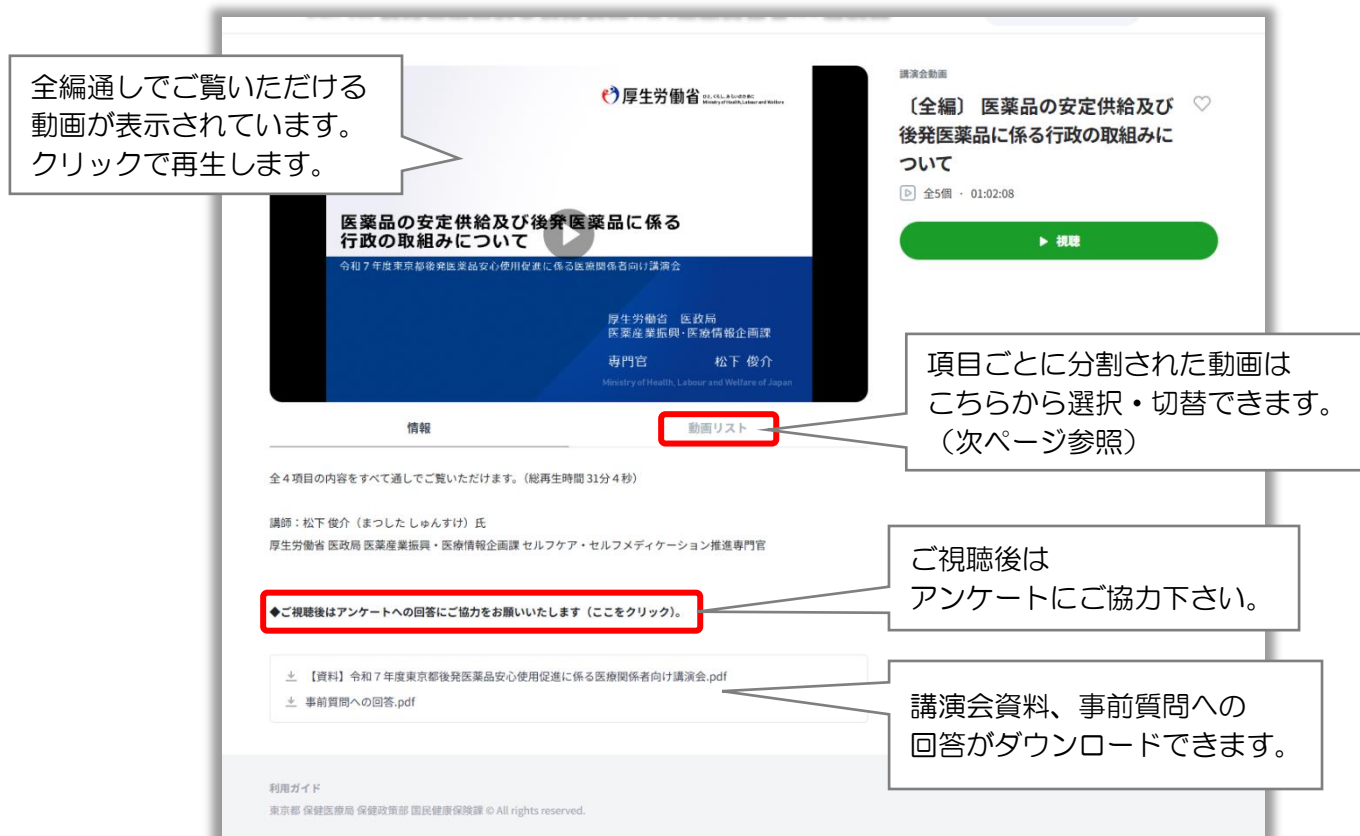 全編通しでご覧いただける
動画が表示されています。
クリックで再生します。
厚生労働省
Ministry of Health, Labour and Welfare
医薬品の安定供給及び後発医薬品に係る
行政の取組みについて
令和7年度東京都後発医薬品安心使用促進に係る医療関係者向け講演会
厚生労働省 医政局
医薬産業振興・医療情報企画課
専門官 松下 俊介
Ministry of Health, Labour and Welfare of Japan
講演会動画
〔全編〕 医薬品の安定供給及び
後発医薬品に係る行政の取組みに
ついて
全5個 · 01:02:08
視聴
項目ごとに分割された動画は
こちらから選択・切替できます。
（次ページ参照）
情報
動画リスト
全４項目の内容をすべて通しでご覧いただけます。（総再生時間 31分４秒）
講師：松下 俊介（まつした しゅんすけ）氏
厚生労働省 医政局 医薬産業振興・医療情報企画課 セルフケア・セルフメディケーション推進専門官
ご視聴後は
アンケートにご協力下さい。
◆ご視聴後はアンケートへの回答にご協力をお願いいたします（ここをクリック）。
【資料】令和７年度東京都後発医薬品安心使用促進に係る医療関係者向け講演会.pdf
事前質問への回答.pdf
講演会資料、事前質問への
回答がダウンロードできます。
利用ガイド
東京都 保健医療局 保健政策部 国民健康保険課 © All rights reserved.